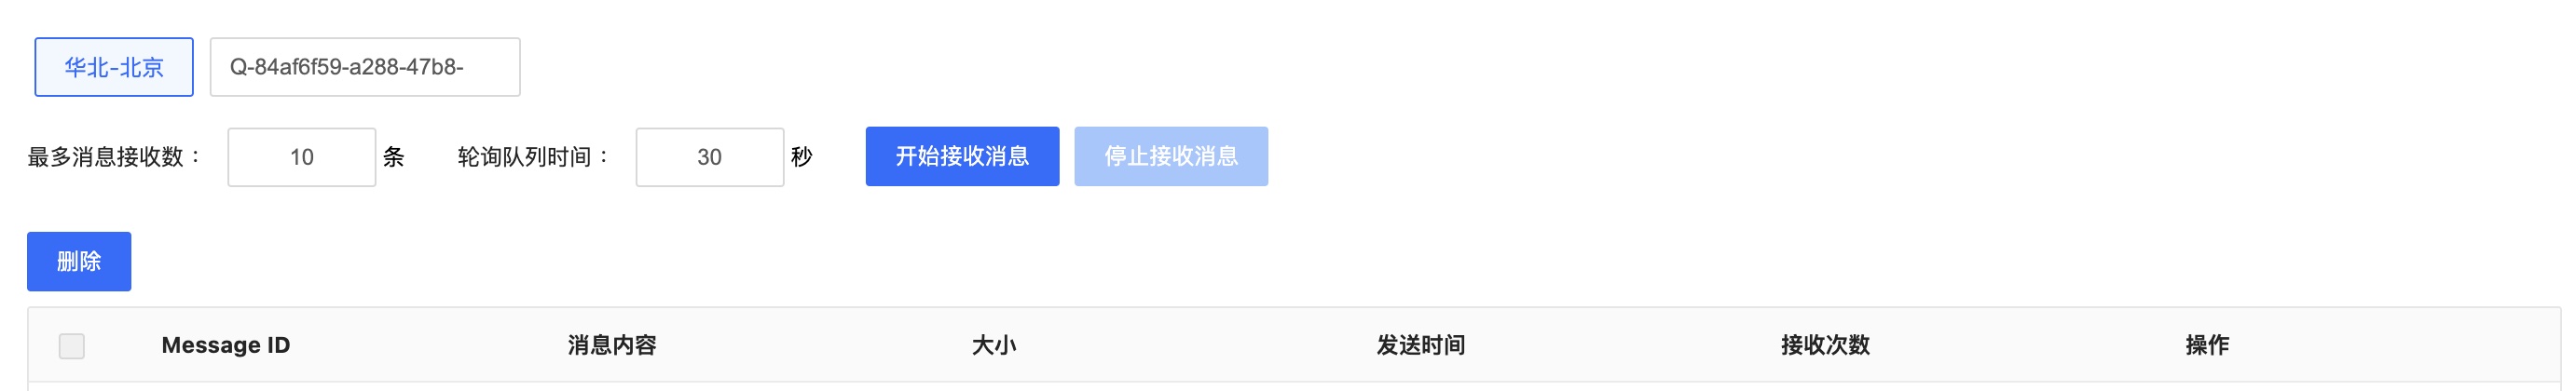 华北-北京 Q-84af6f59-a288-47b8-
最多消息接收数： 10 条 轮询队列时间： 30 秒 开始接收消息 停止接收消息
删除
Message ID 消息内容 大小 发送时间 接收次数 操作